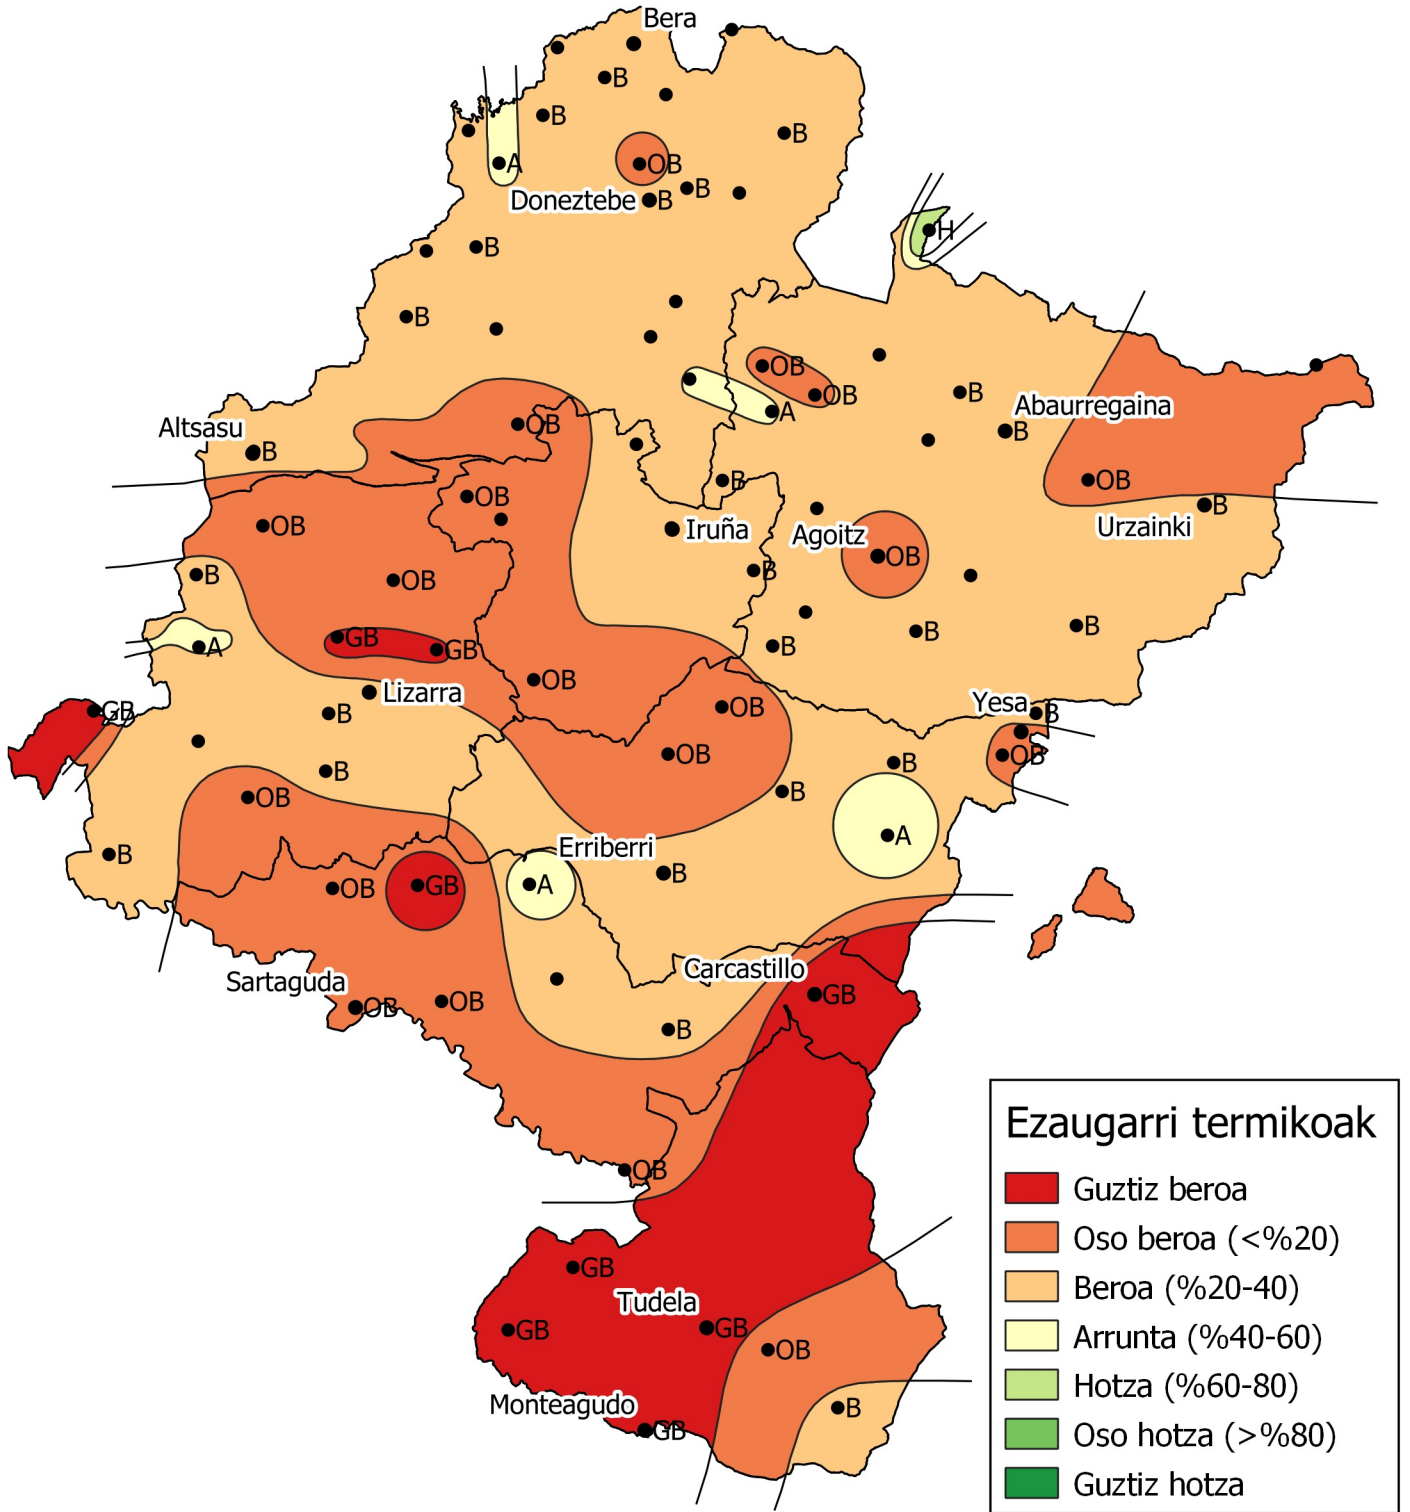 Bera
B
B
B
A
OB
B
Doneztebe
B
H
B
B
OB
OB
B
A
Abaurregaina
B
Altsasu
B
OB
B
OB
OB
B
OB
Iruña
Agoitz
Urzainki
OB
B
B
OB
B
A
GB
GB
B
B
B
OB
Lizarra
Yesa
GB
B
OB
B
OB
B
OB
B
B
OB
A
Erriberri
B
B
OB
GB
A
Carcastillo
Sartaguda
GB
OB
OB
B
OB
GB
Tudela
GB
GB
OB
Monteagudo
GB
B
Ezaugarri termikoak
Guztiz beroa
Oso beroa (<%20)
Beroa (%20-40)
Arrunta (%40-60)
Hotza (%60-80)
Oso hotza (>%80)
Guztiz hotza